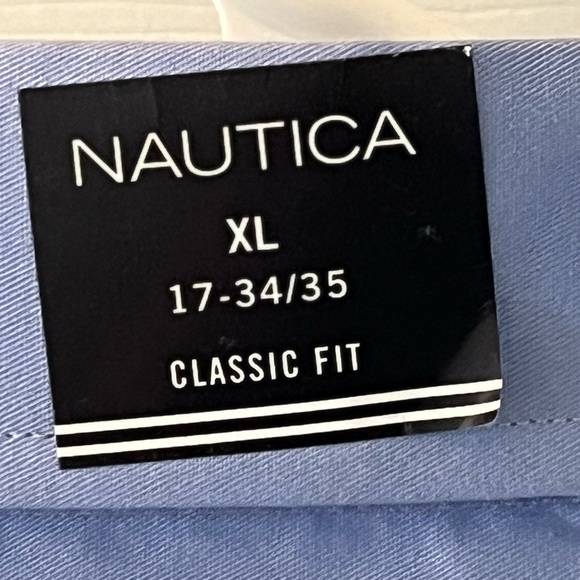 NAUTICA
XL
17-34/35
CLASSIC FIT